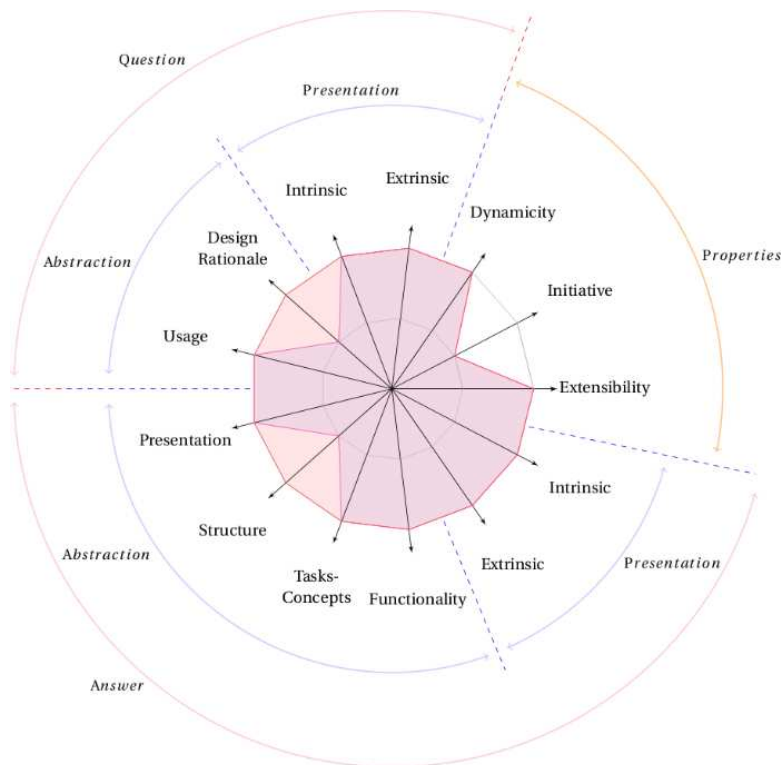 Question
Presentation
Extrinsic
Intrinsic
Dynamicity
Design
Rationale
Properties
Abstraction
Initiative
Usage
Extensibility
Presentation
Intrinsic
Structure
Abstraction
Extrinsic
Presentation
Tasks-
Concepts
Functionality
Answer